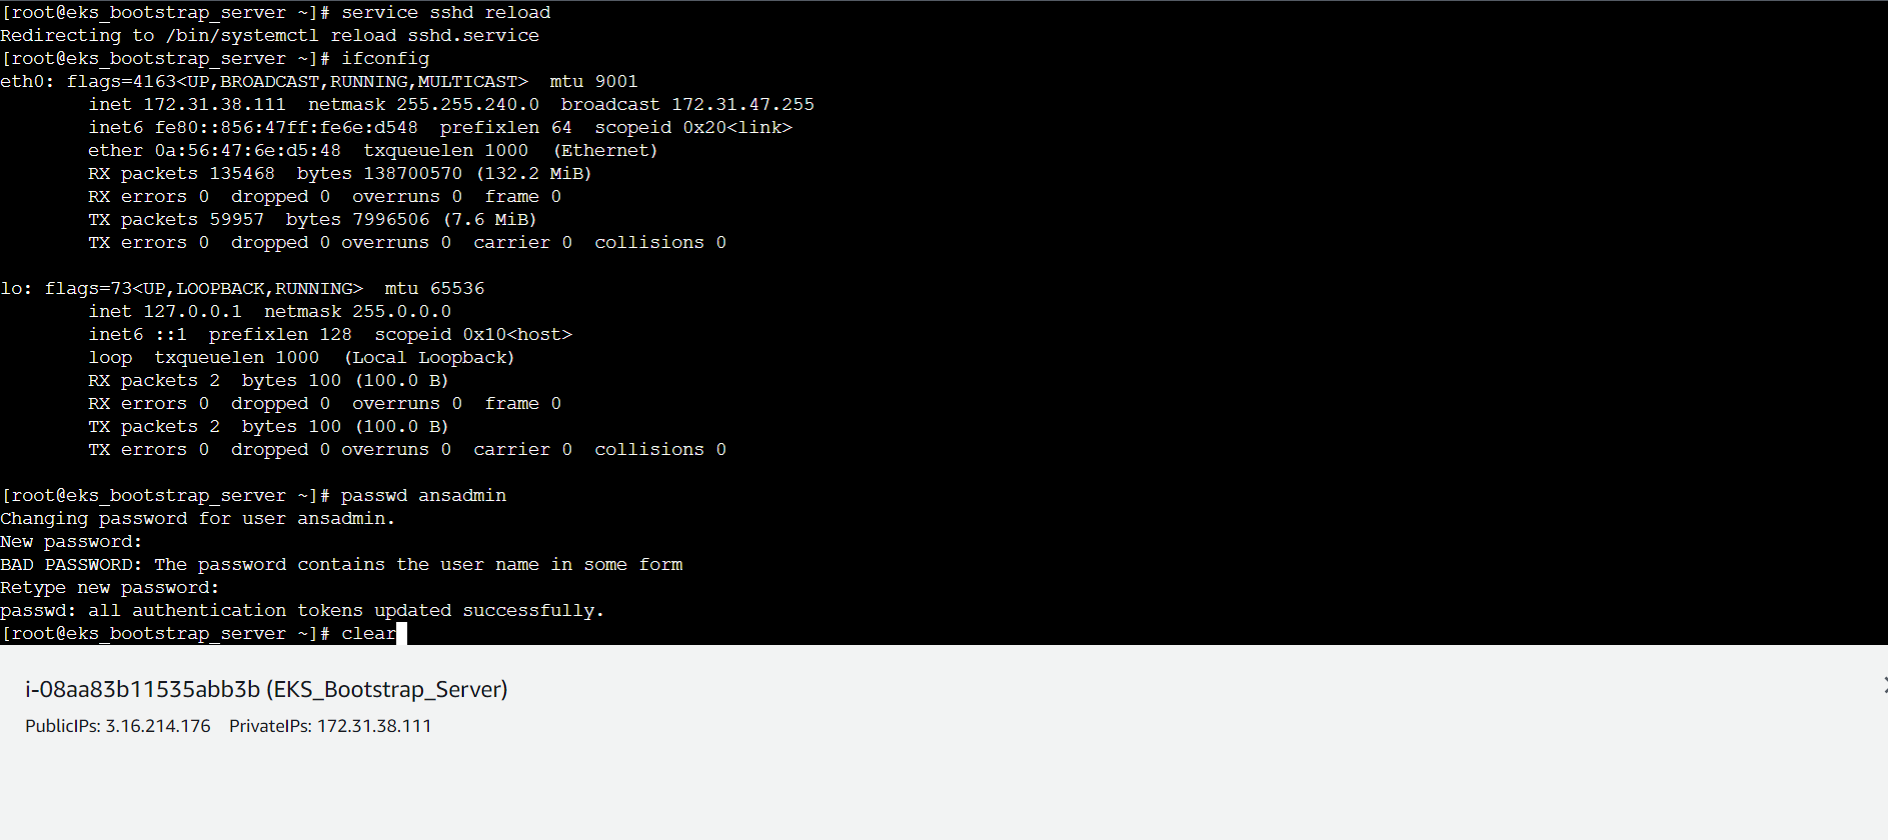 [root@eks_bootstrap_server ~]# service sshd reload
Redirecting to /bin/systemctl reload sshd.service
[root@eks_bootstrap_server ~]# ifconfig
eth0: flags=4163<UP,BROADCAST,RUNNING,MULTICAST>  mtu 9001
        inet 172.31.38.111  netmask 255.255.240.0  broadcast 172.31.47.255
        inet6 fe80::856:47ff:fe6e:d548  prefixlen 64  scopeid 0x20<link>
        ether 0a:56:47:6e:d5:48  txqueuelen 1000  (Ethernet)
        RX packets 135468  bytes 138700570 (132.2 MiB)
        RX errors 0  dropped 0  overruns 0  frame 0
        TX packets 59957  bytes 7996506 (7.6 MiB)
        TX errors 0  dropped 0 overruns 0  carrier 0  collisions 0

lo: flags=73<UP,LOOPBACK,RUNNING>  mtu 65536
        inet 127.0.0.1  netmask 255.0.0.0
        inet6 ::1  prefixlen 128  scopeid 0x10<host>
        loop  txqueuelen 1000  (Local Loopback)
        RX packets 2  bytes 100 (100.0 B)
        RX errors 0  dropped 0  overruns 0  frame 0
        TX packets 2  bytes 100 (100.0 B)
        TX errors 0  dropped 0 overruns 0  carrier 0  collisions 0

[root@eks_bootstrap_server ~]# passwd ansadmin
Changing password for user ansadmin.
New password:
BAD PASSWORD: The password contains the user name in some form
Retype new password:
passwd: all authentication tokens updated successfully.
[root@eks_bootstrap_server ~]# clear
i-08aa83b11535abb3b (EKS_Bootstrap_Server)
PublicIPs: 3.16.214.176    PrivateIPs: 172.31.38.111